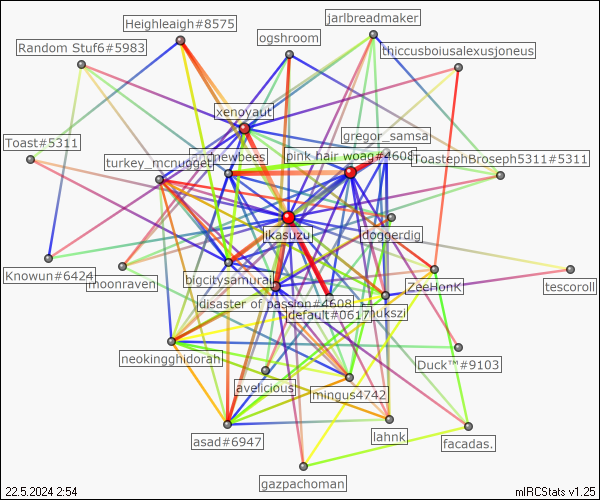 jarlbreadmaker
Heighleaigh#8575
ogshroom
Random Stuf6#5983
thiccusboiusalexusjoneus
xenoyaut
gregor_samsa
Toast#5311
turkey_mcnugget
andnewbees
pink hair woag#4608
ToastephBroseph5311#5311
ikasuzu
doggerdig
Knowun#6424
moonraven
bigcitysamurai
ZeeHonK
tescoroll
disaster of passion#4608
default#0617
nukszi
neokingghidorah
Duck™#9103
avelicious
mingus4742
asad#6947
lahnk
facadas.
gazpachoman
22.5.2024 2:54
mIRCStats v1.25